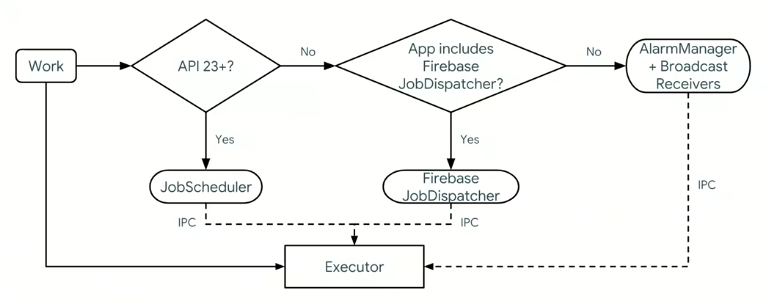 Work
API 23+?
No
App includes
Firebase
JobDispatcher?
No
AlarmManager
+ Broadcast
Receivers
Yes
Yes
JobScheduler
Firebase
JobDispatcher
IPC
IPC
IPC
Executor